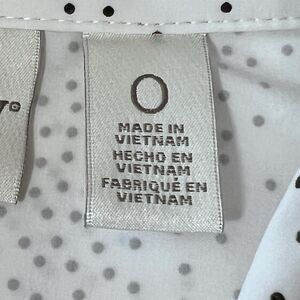 0
MADE IN
VIETNAM
HECHO EN
VIETNAM
FABRIQUÉ EN
VIETNAM